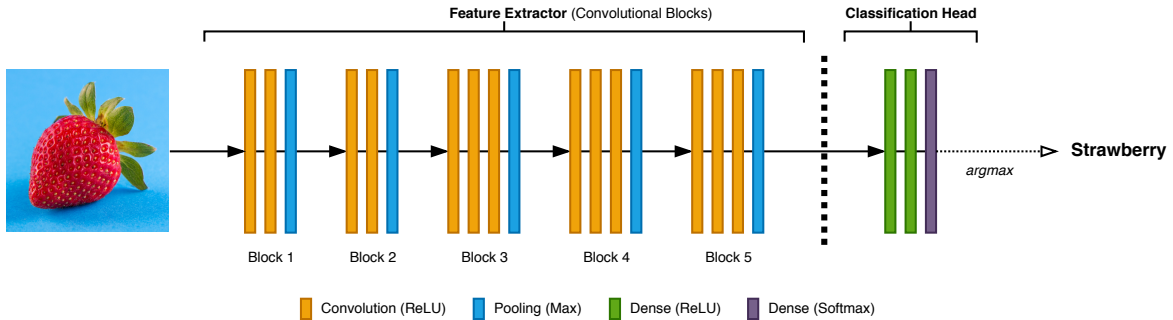 Feature Extractor (Convolutional Blocks)
Classification Head
Strawberry
argmax
Block 1
Block 2
Block 3
Block 4
Block 5
Convolution (ReLU)
Pooling (Max)
Dense (ReLU)
Dense (Softmax)